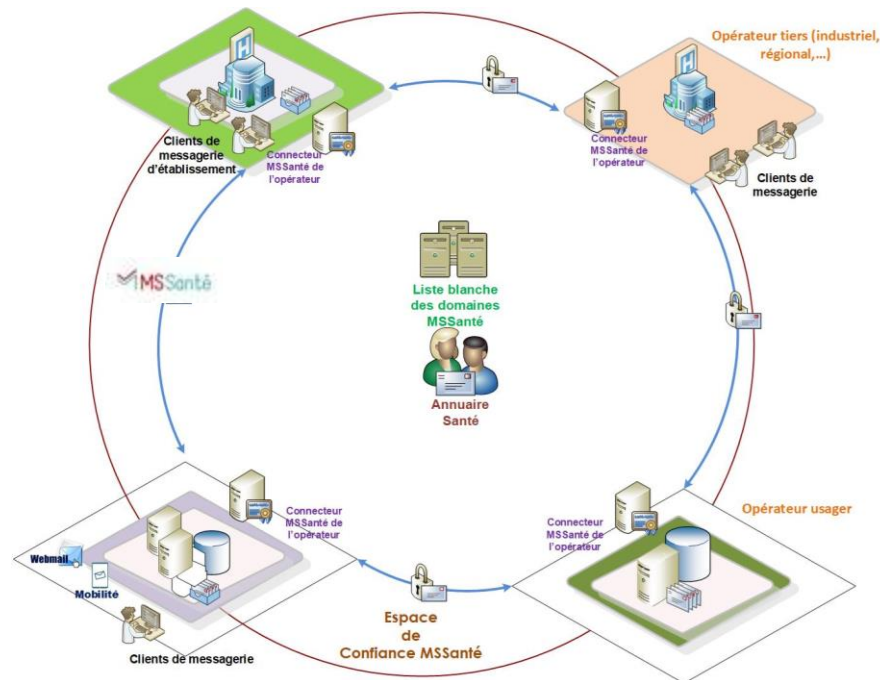 Opérateur tiers (industriel,
régional,...)
Clients de
messagerie
d'établissement
Connecteur
MSSanté de
l'opérateur
Connecteur
MSSanté de
l'opérateur
Clients de
messagerie
MSSanté
Liste blanche
des domaines
MSSanté
Annuaire
Santé
Connecteur
MSSanté de
l'opérateur
Webmail
Mobilité
Clients de messagerie
Connecteur
MSSanté de
l'opérateur
Opérateur usager
Espace
de
Confiance MSSanté